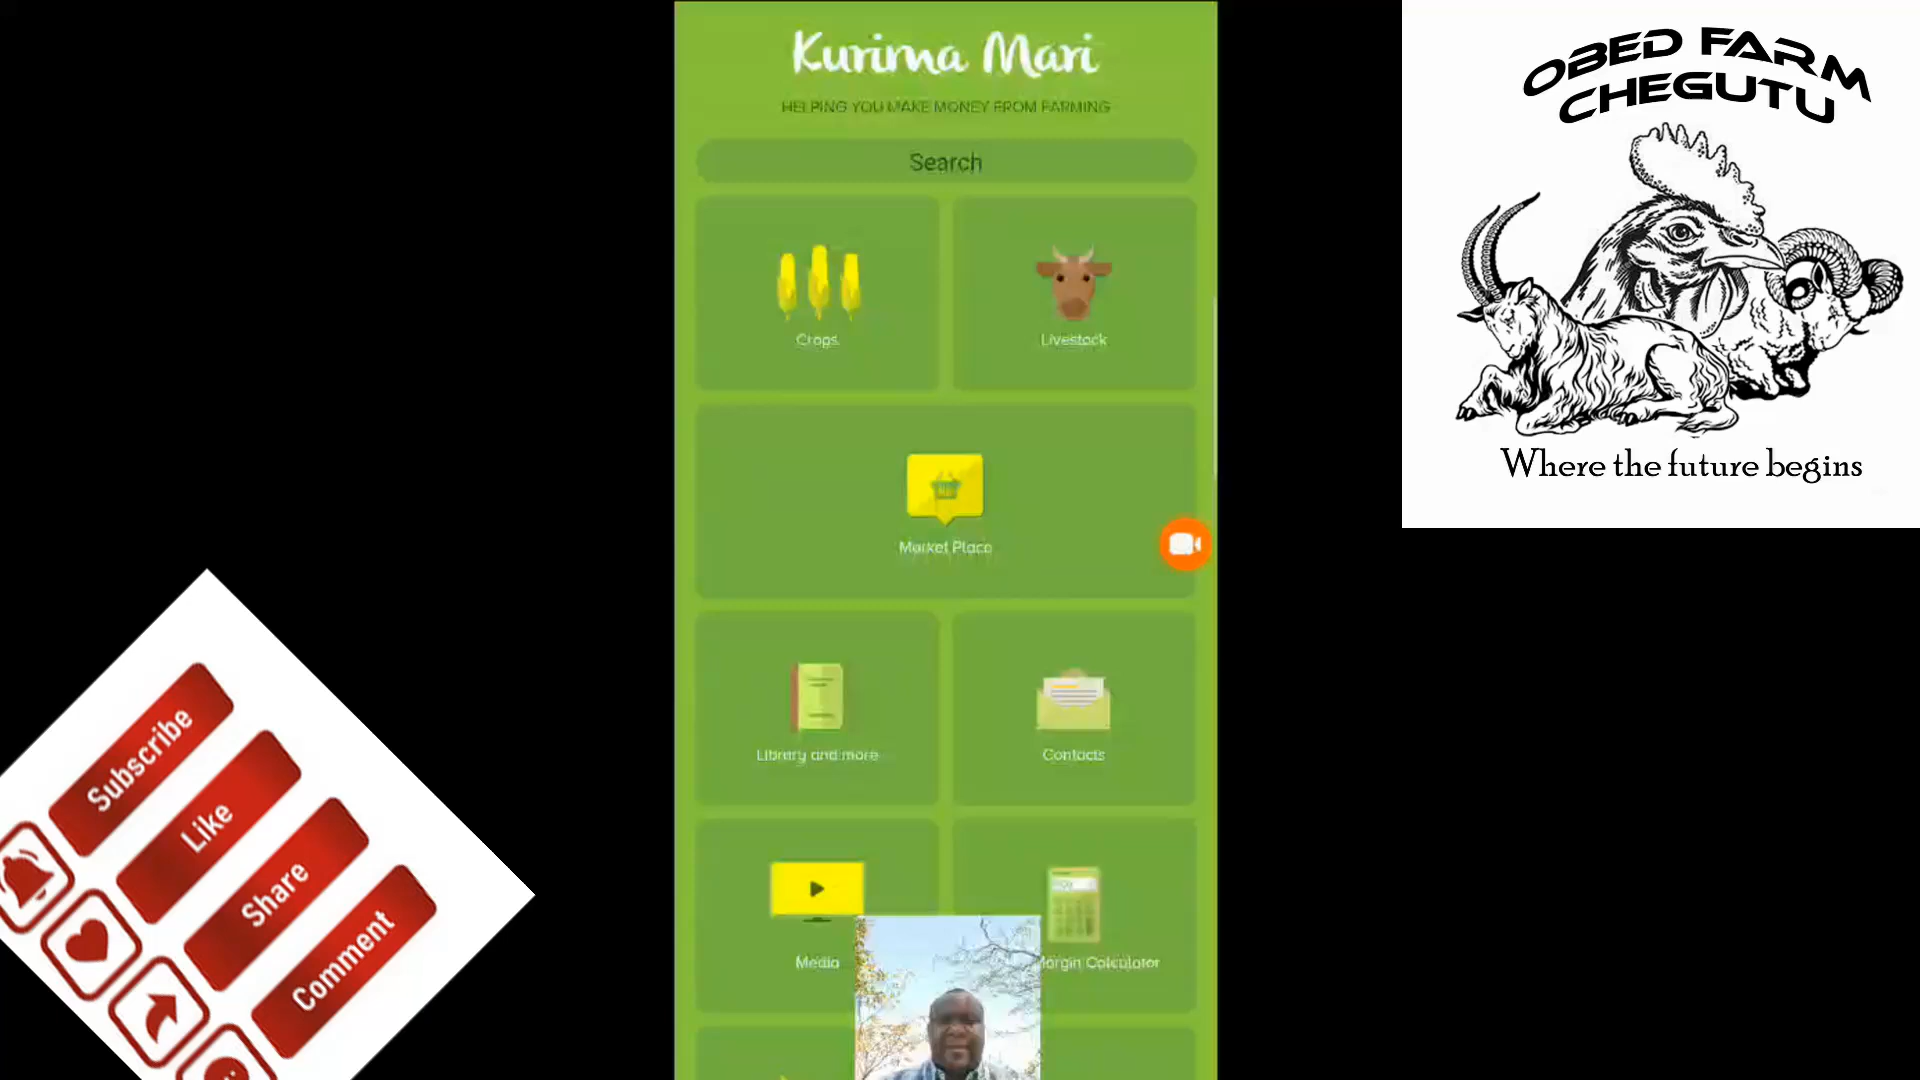 Kurima Mari
HELPING YOU MAKE MONEY FROM FARMING
Search
Crops
Livestock
Market Place
Library and more
Contacts
Media
Margin Calculator
OBED FARM
CHEGUTU
Where the future begins
Subscribe
Like
Share
Comment